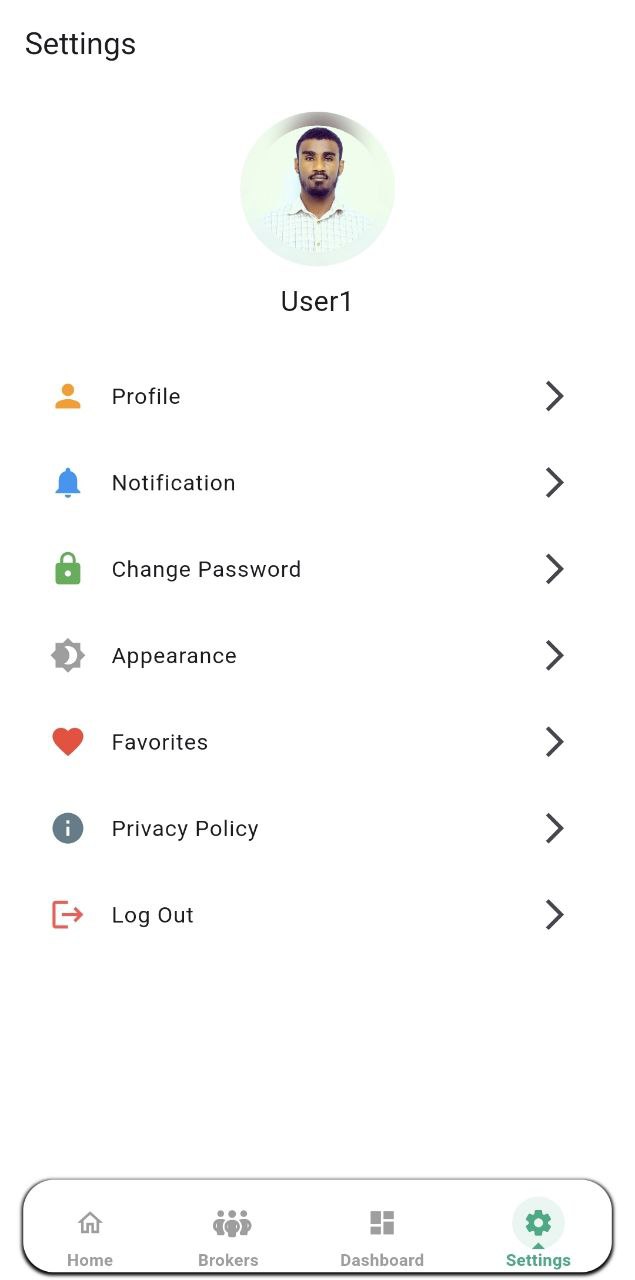 Settings
User1
Profile
Notification
Change Password
Appearance
Favorites
Privacy Policy
Log Out
Home Brokers Dashboard Settings